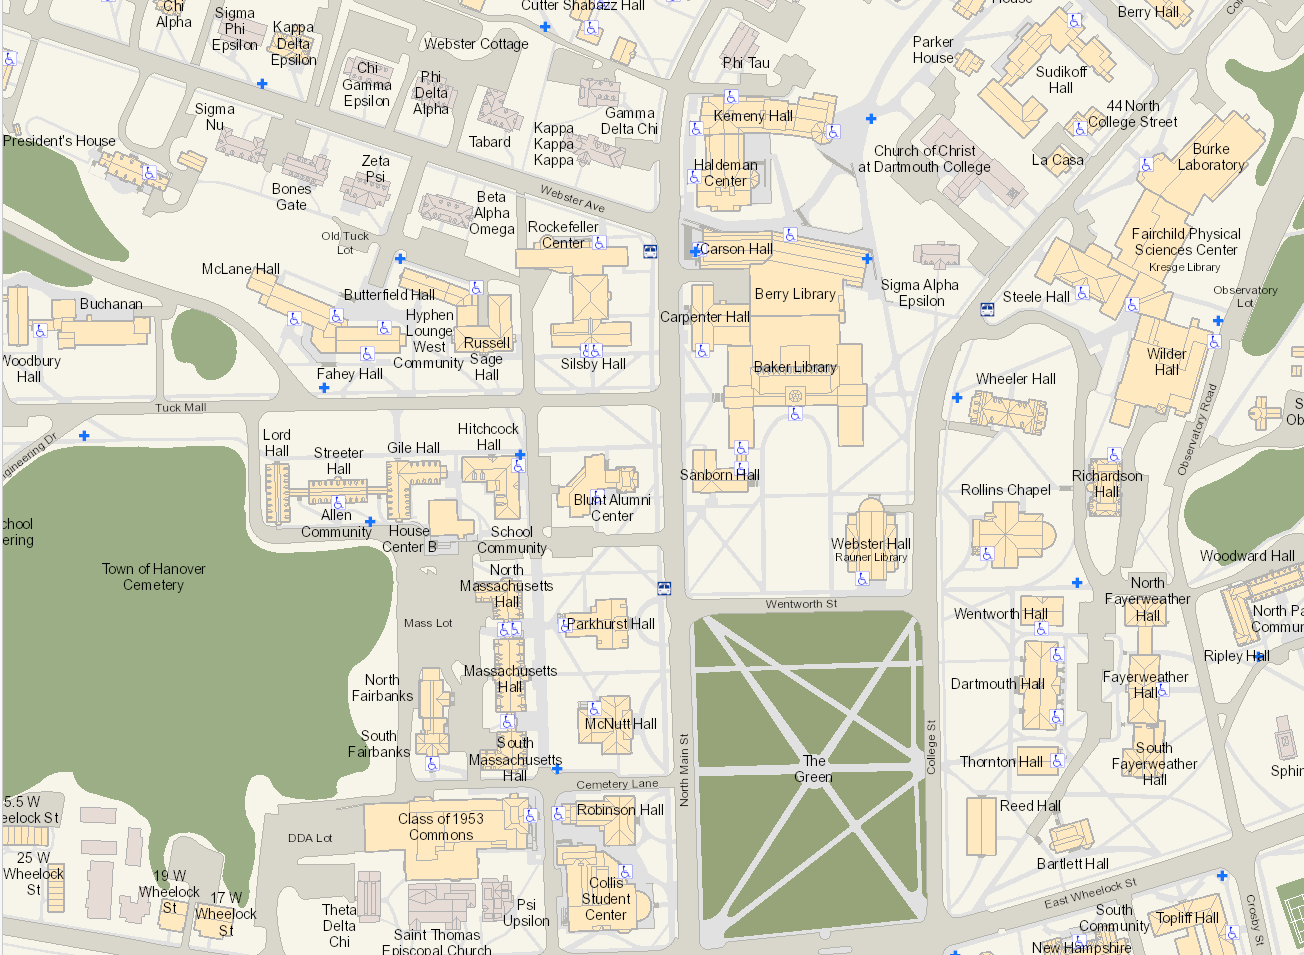 Chi
Alpha
Sigma
Phi
Epsilon
Kappa
Delta
Epsilon
Webster Cottage
Cutter Shabazz Hall
Phi Tau
Parker
House
House
Berry Hall
Sudikoff
Hall
Chi
Gamma
Epsilon
Phi
Delta
Alpha
Sigma
Nu
Tabard
Gamma
Delta Chi
Kappa
Kappa
Kappa
Kemeny Hall
44 North
College Street
President's House
Zeta
Psi
Haldeman
Center
Church of Christ
at Dartmouth College
La Casa
Burke
Laboratory
Bones
Gate
Beta
Alpha
Omega
Webster Ave
Rockefeller
Center
Old Tuck
Lot
Carson Hall
Fairchild Physical
Sciences Center
Kresge Library
McLane Hall
Butterfield Hall
Berry Library
Sigma Alpha
Epsilon
Steele Hall
Observatory
Lot
Buchanan
Hyphen
Lounge
West
Community
Russell
Sage
Hall
Carpenter Hall
Woodbury
Hall
Fahey Hall
Silsby Hall
Baker Library
Wilder
Hall
Wheeler Hall
Tuck Mall
Observatory Road
Lord
Hall
Streeter
Hall
Gile Hall
Hitchcock
Hall
Sanborn Hall
Richardson
Hall
Rollins Chapel
Allen
Community
House
Center B
School
Community
Blunt Alumni
Center
Webster Hall
Rauner Library
Woodward Hall
Town of Hanover
Cemetery
North
Massachusetts
Hall
Wentworth St
North
Fayerweather
Hall
Mass Lot
Parkhurst Hall
Wentworth Hall
Ripley Hall
North
Fairbanks
Massachusetts
Hall
Dartmouth Hall
Fayerweather
Hall
South
Fairbanks
McNutt Hall
South
Massachusetts
Hall
North Main St
The
Green
College St
Thornton Hall
South
Fayerweather
Hall
Cemetery Lane
Class of 1953
Commons
Robinson Hall
Reed Hall
DDA Lot
Bartlett Hall
25 W
Wheelock
St
19 W
Wheelock
St
17 W
Wheelock
St
Theta
Delta
Chi
Saint Thomas
Episcopal Church
Psi
Upsilon
Collis
Student
Center
East Wheelock St
South
Community
Topliff Hall
New Hampshire
Crosby St